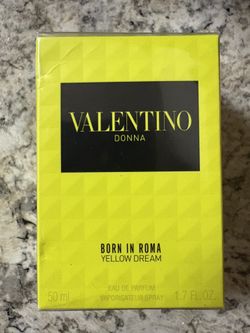 VALENTINO
DONNA
BORN IN ROMA
YELLOW DREAM
EAU DE PARFUM
50 ml VAPORISATEUR SPRAY 1.7 FL. OZ.